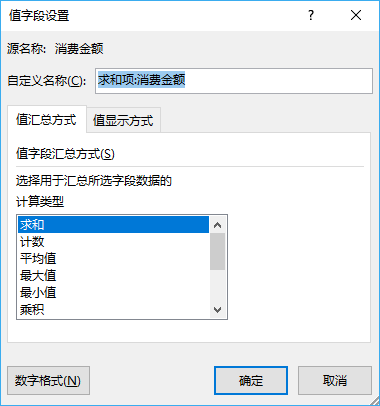 值字段设置
源名称: 消费金额
自定义名称(C): 求和项:消费金额
值汇总方式 值显示方式
值字段汇总方式(S)
选择用于汇总所选字段数据的
计算类型
求和
计数
平均值
最大值
最小值
乘积
数字格式(N) 确定 取消